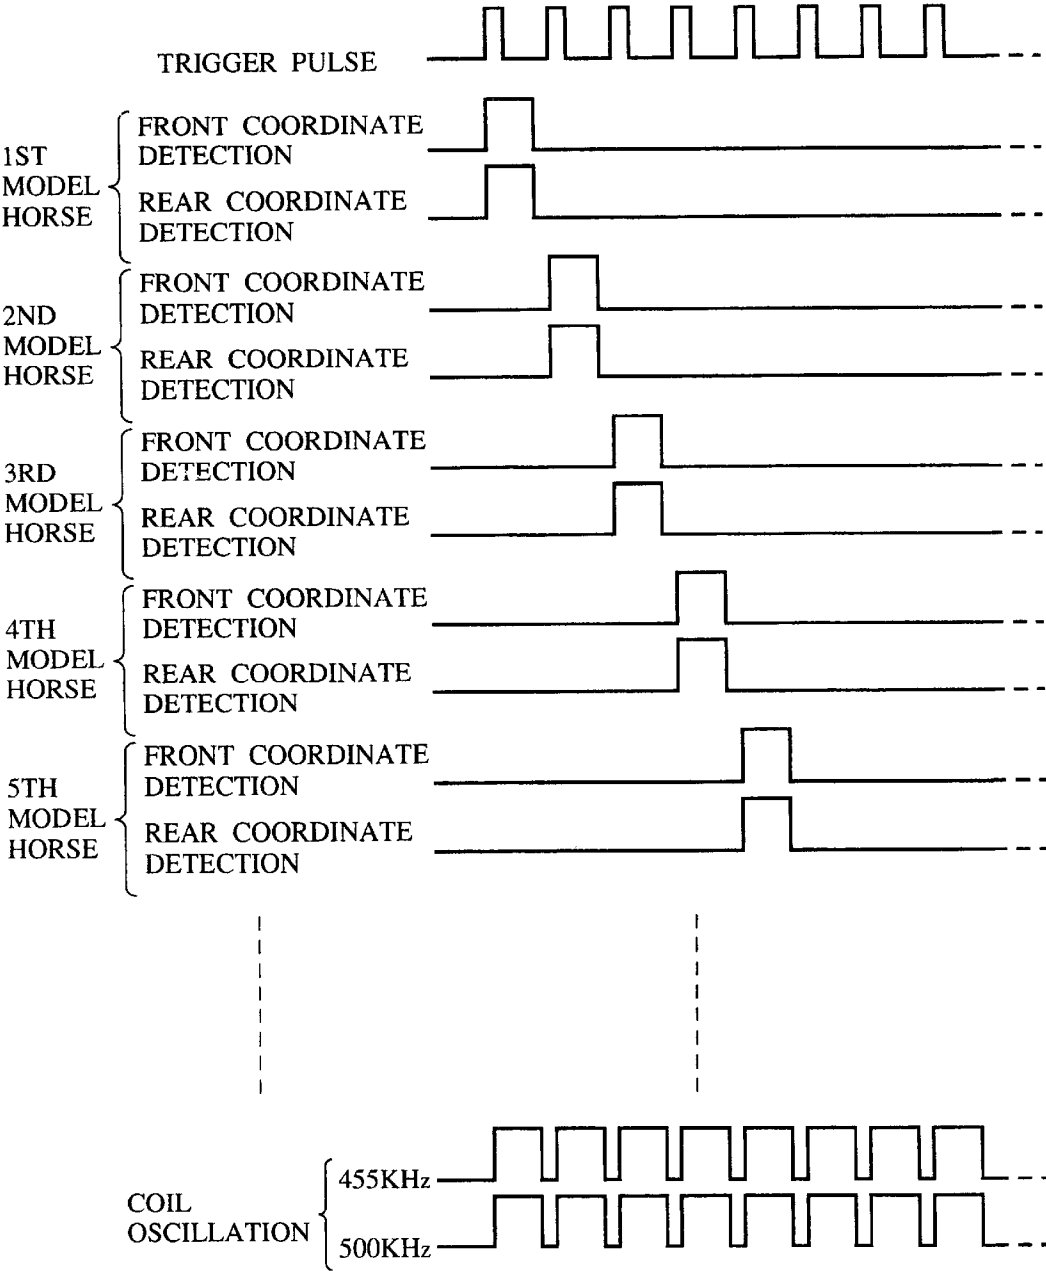 TRIGGER PULSE
1ST
MODEL
HORSE
FRONT COORDINATE
DETECTION
REAR COORDINATE
DETECTION
2ND
MODEL
HORSE
FRONT COORDINATE
DETECTION
REAR COORDINATE
DETECTION
3RD
MODEL
HORSE
FRONT COORDINATE
DETECTION
REAR COORDINATE
DETECTION
4TH
MODEL
HORSE
FRONT COORDINATE
DETECTION
REAR COORDINATE
DETECTION
5TH
MODEL
HORSE
FRONT COORDINATE
DETECTION
REAR COORDINATE
DETECTION
COIL
OSCILLATION
455KHz
500KHz